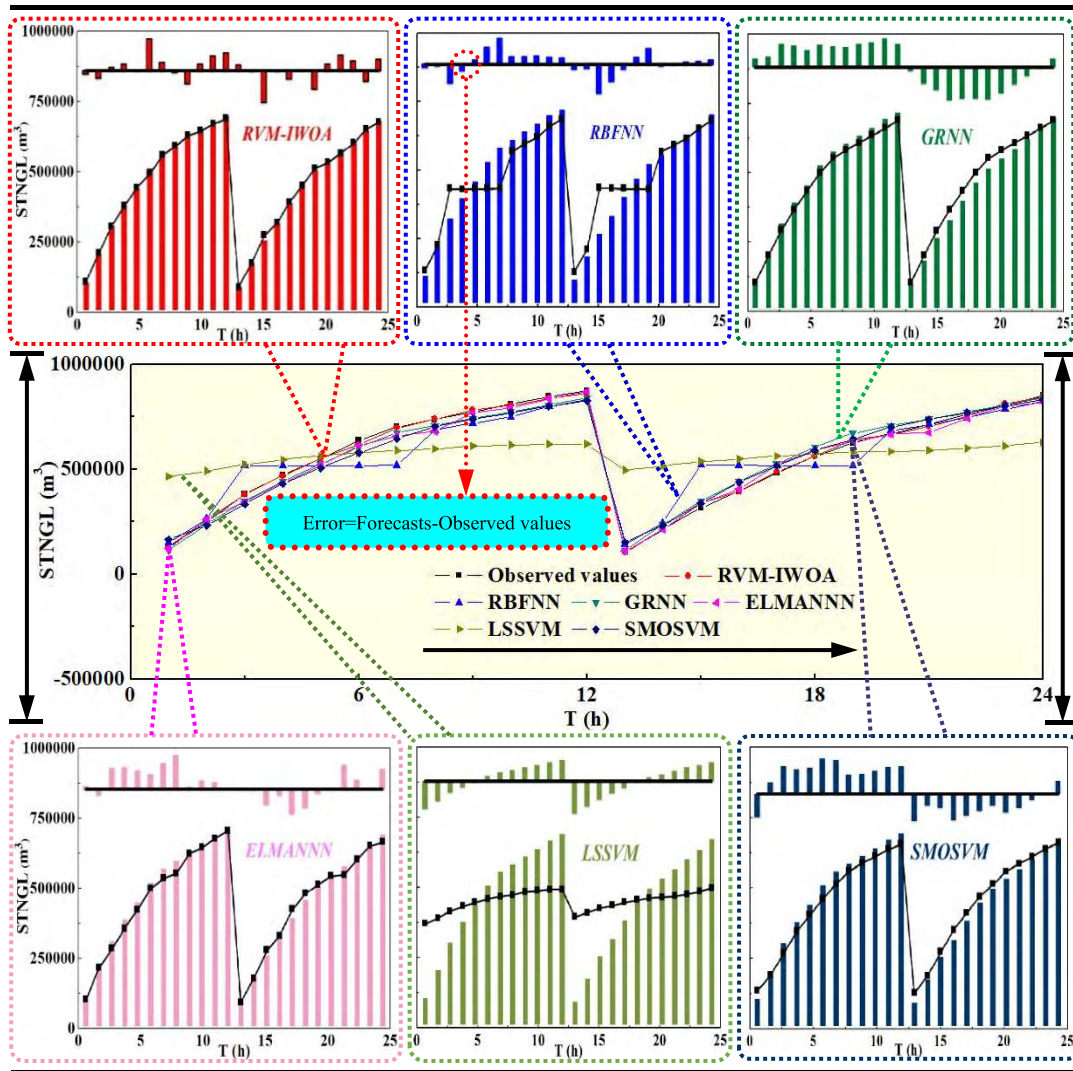 1000000
750000
500000
250000
0
STNGL (m³)
RVM-IWOA
0 5 10 15 20 25
T (h)
RBFNN
0 5 10 15 20 25
T (h)
GRNN
0 5 10 15 20 25
T (h)
1000000
500000
0
-500000
STNGL (m³)
Error=Forecasts-Observed values
Observed values RVM-IWOA
RBFNN GRNN ELMANNN
LSSVM SMOSVM
0 6 12 18 24
T (h)
1000000
750000
500000
250000
0
STNGL (m³)
ELMANNN
0 5 10 15 20 25
T (h)
LSSVM
0 5 10 15 20 25
T (h)
SMOSVM
0 5 10 15 20 25
T (h)